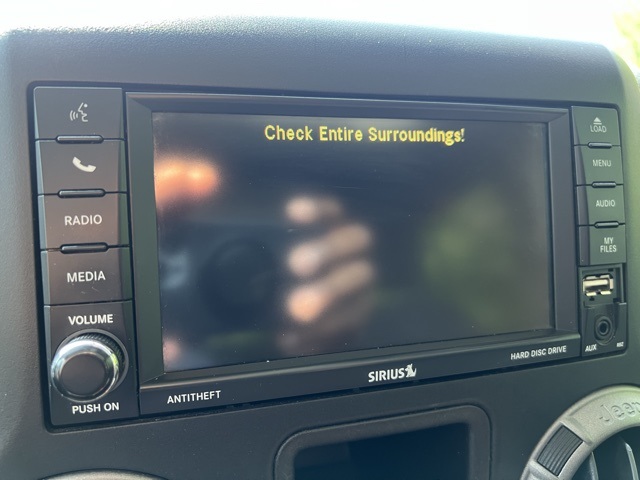 Check Entire Surroundings!
RADIO
MEDIA
VOLUME
PUSH ON
LOAD
MENU
AUDIO
MY
FILES
AUX
ANTITHEFT
SIRIUS
HARD DISC DRIVE
Jeep